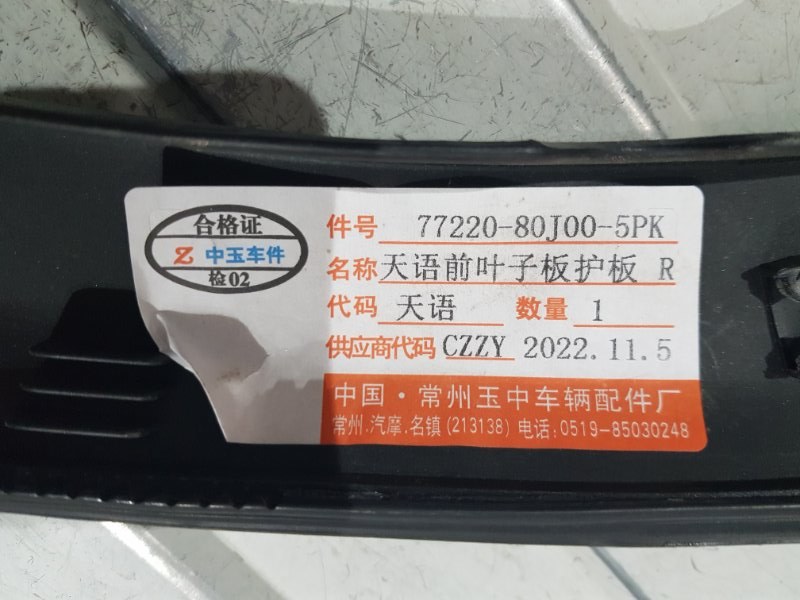 合格证
Z 中玉车件
检02
件号 77220-80J00-5PK
名称 天语前叶子板护板 R
代码 天语 数量 1
供应商代码 CZZY 2022.11.5
中国·常州玉中车辆配件厂
常州.汽摩.名镇(213138) 电话:0519-85030248